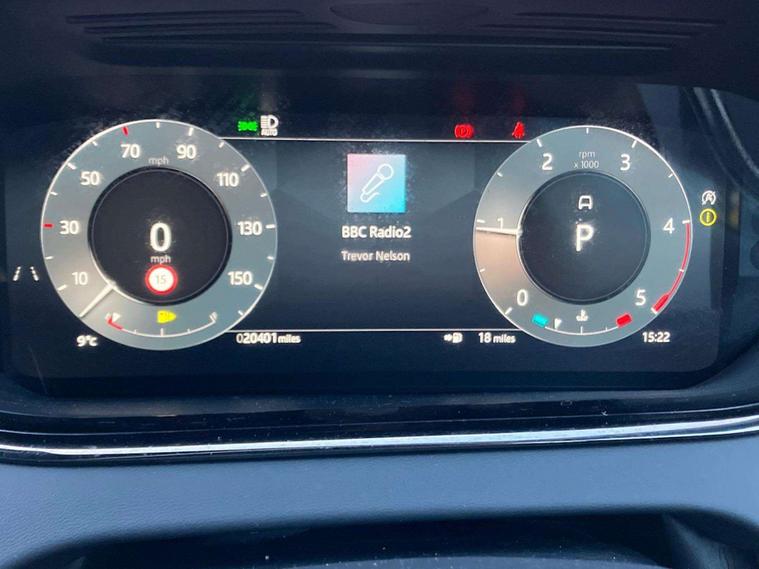 AUTO
70
90
mph
50
110
30
130
10
150
0
mph
15
9°C
020401 miles
BBC Radio2
Trevor Nelson
2
3
rpm
x 1000
1
4
P
0
5
18 miles
15:22